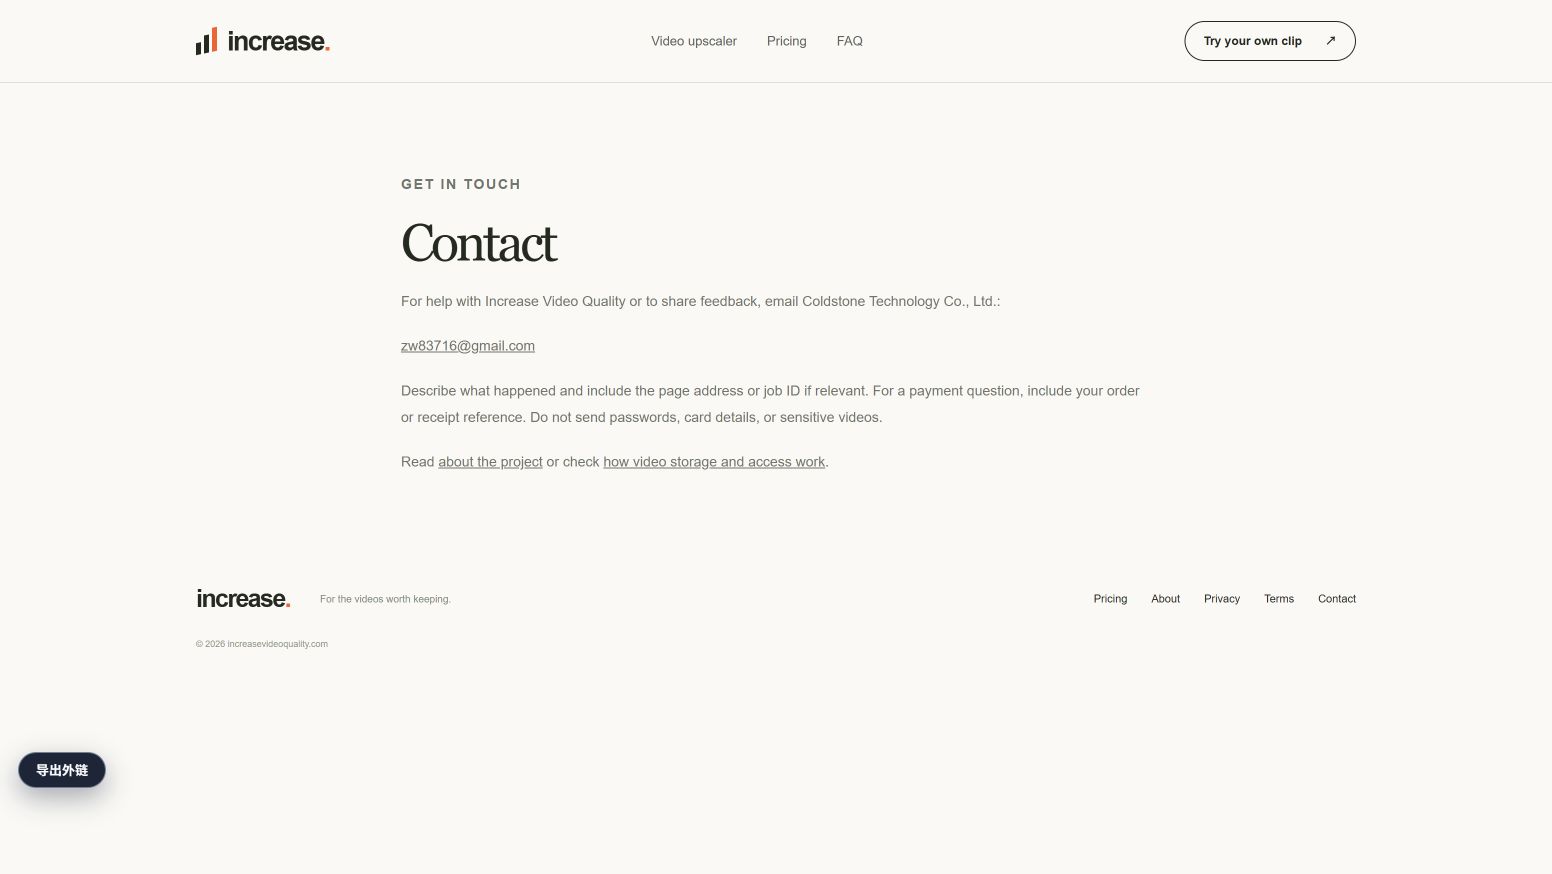 increase.
Video upscaler
Pricing
FAQ
Try your own clip ↗
GET IN TOUCH
Contact
For help with Increase Video Quality or to share feedback, email Coldstone Technology Co., Ltd.:
zw83716@gmail.com
Describe what happened and include the page address or job ID if relevant. For a payment question, include your order
or receipt reference. Do not send passwords, card details, or sensitive videos.
Read about the project or check how video storage and access work.
increase.
For the videos worth keeping.
Pricing
About
Privacy
Terms
Contact
© 2026 increasevideoquality.com
导出外链